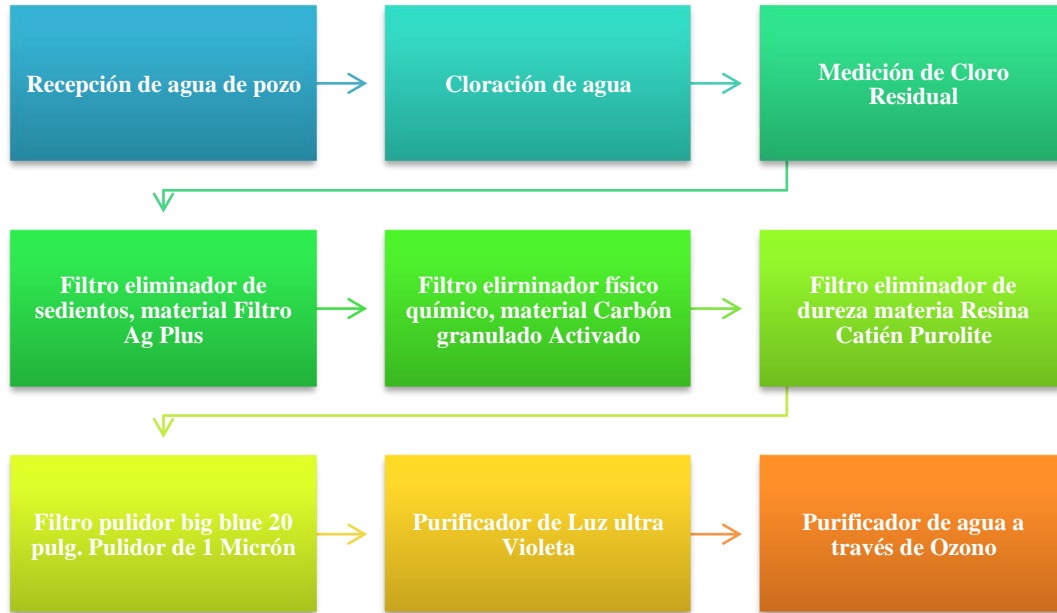 Recepción de agua de pozo
Cloración de agua
Medición de Cloro
Residual
Filtro eliminador de
sedientos, material Filtro
Ag Plus
Filtro elirninador físico
químico, material Carbón
granulado Activado
Filtro eliminador de
dureza materia Resina
Catién Purolite
Filtro pulidor big blue 20
pulg. Pulidor de 1 Micrón
Purificador de Luz ultra
Violeta
Purificador de agua a
través de Ozono